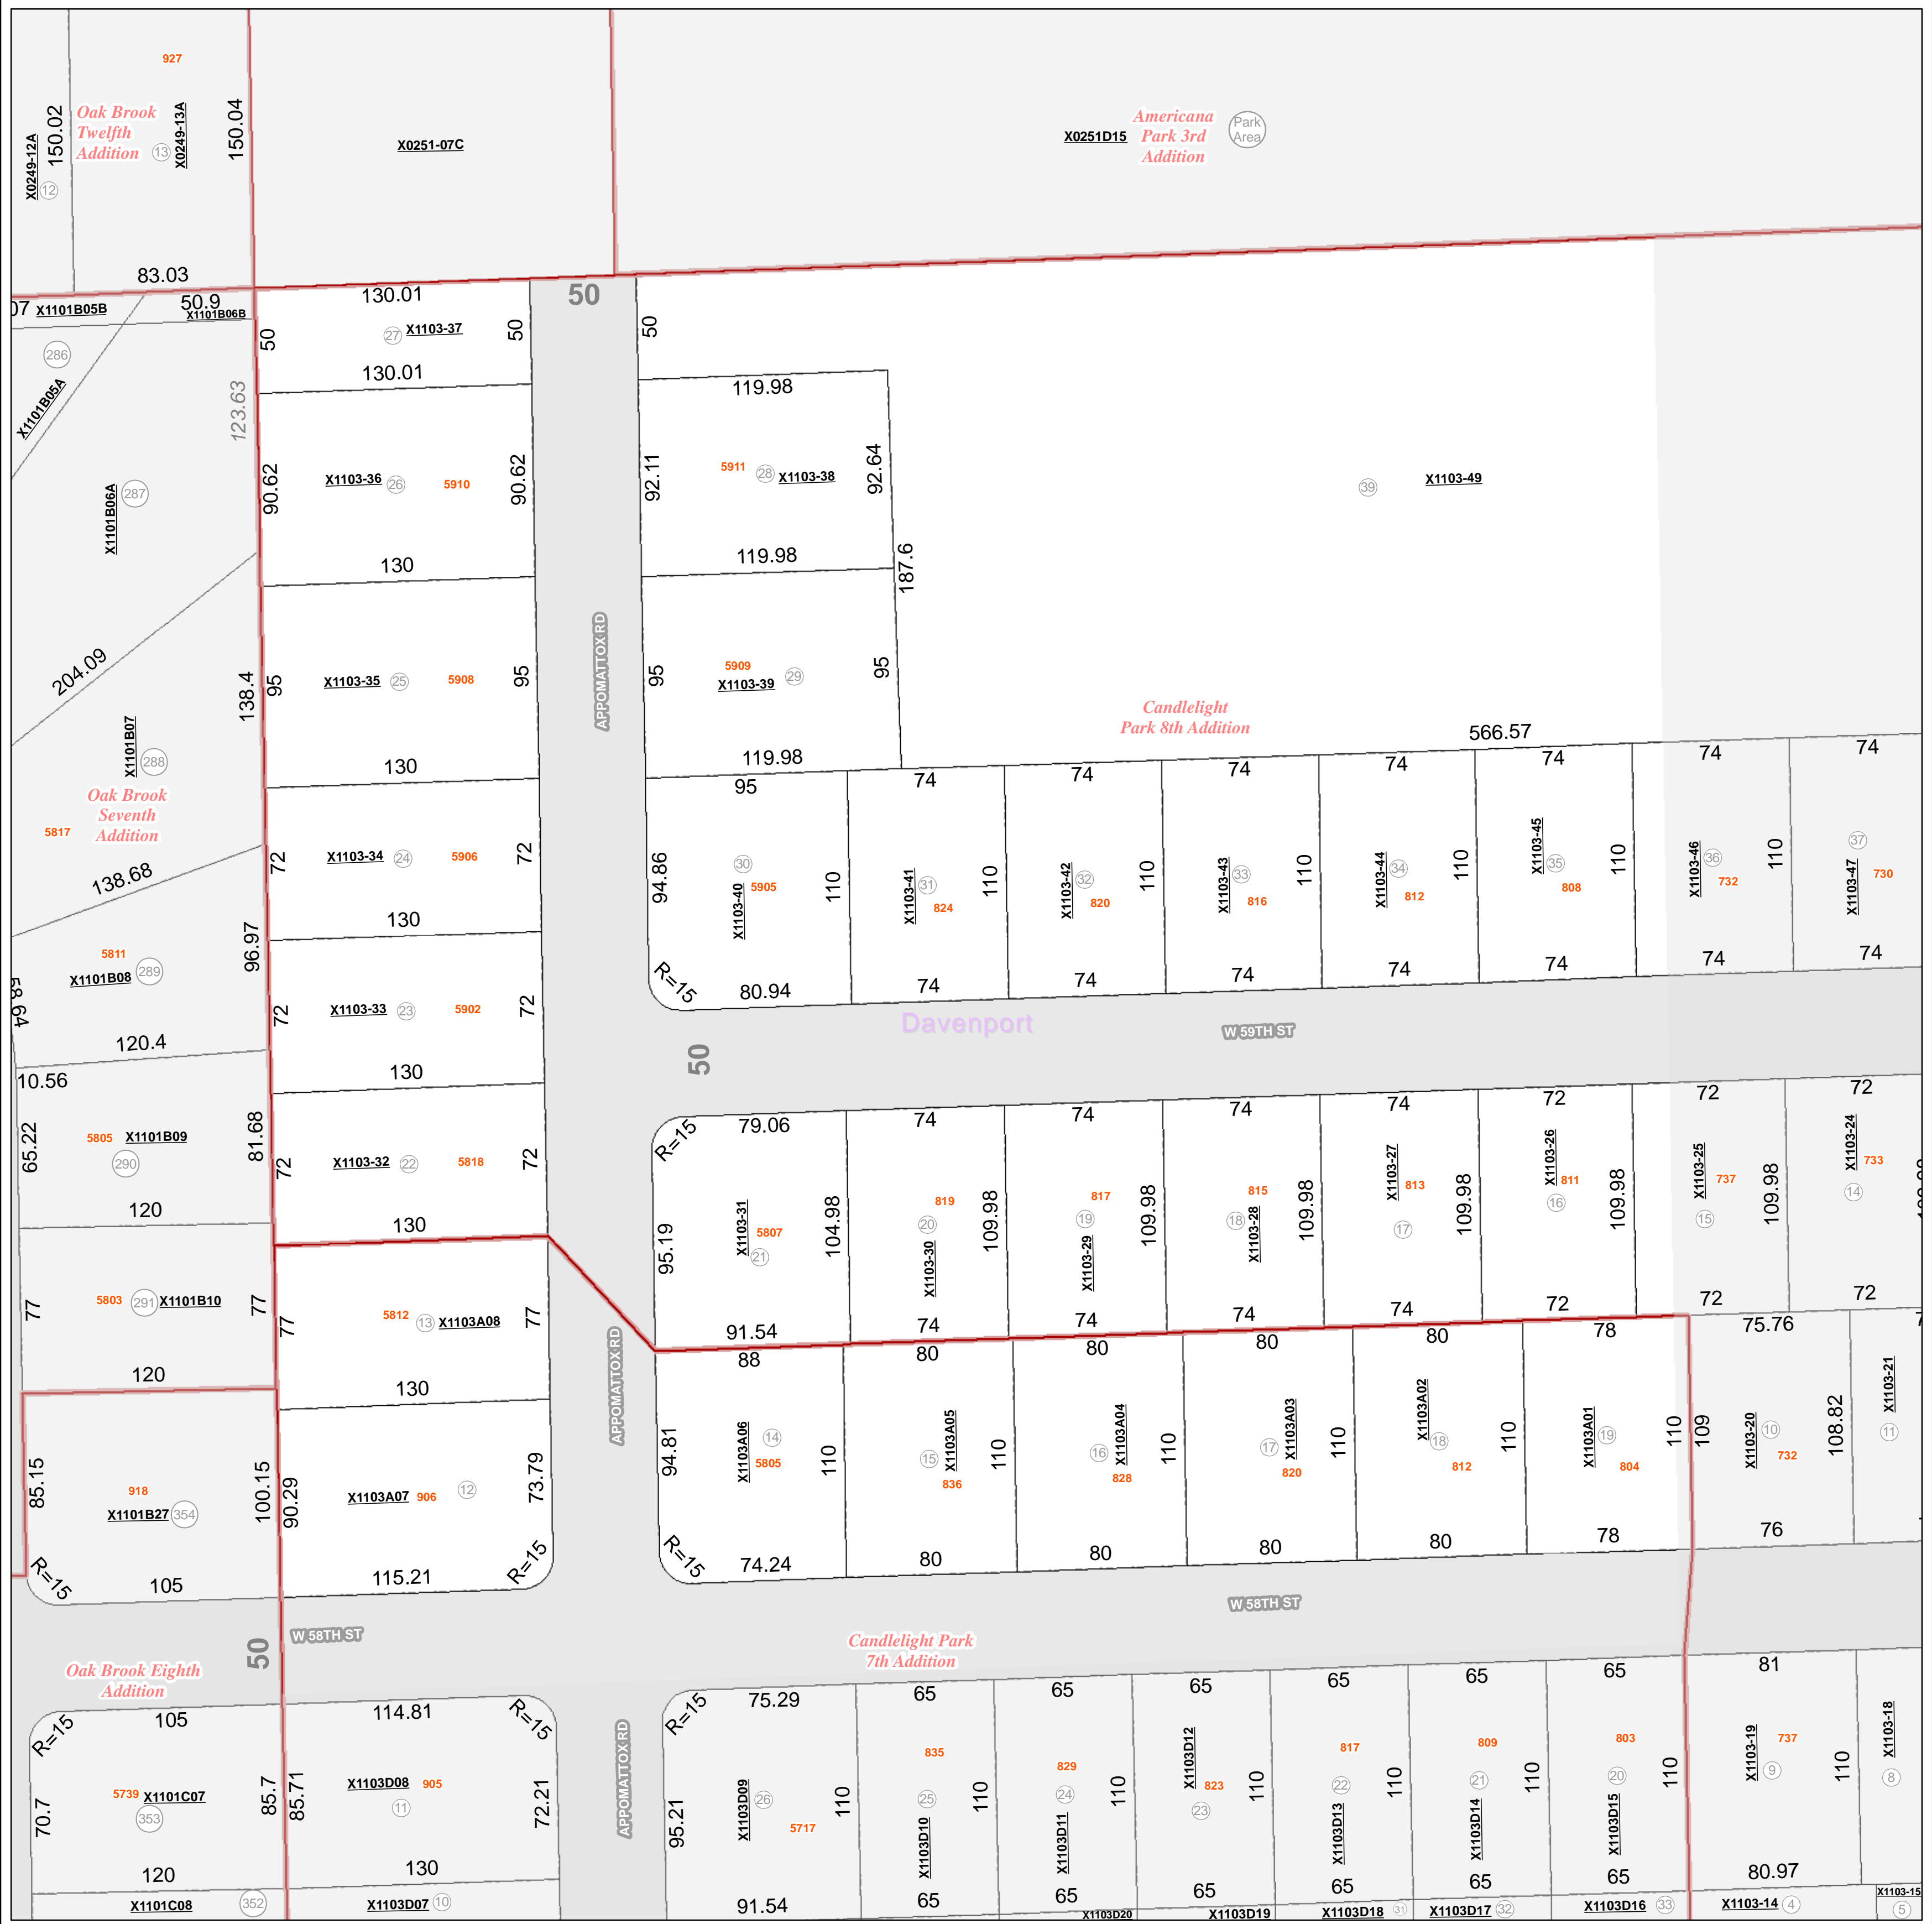 927
Oak Brook
Twelfth
Addition
13
X0249-13A
X0249-12A
12
150.02
150.04
X0251-07C
X0251D15
Americana
Park 3rd
Addition
Park
Area
83.03
07
X1101B05B
50.9
X1101B06B
286
X1101B05A
123.63
X1101B06A
287
204.09
138.4
X1101B07
288
Oak Brook
Seventh
Addition
5817
138.68
5811
X1101B08
289
96.97
58.64
120.4
10.56
65.22
5805
X1101B09
290
81.68
120
77
5803
291
X1101B10
77
120
85.15
918
X1101B27
354
100.15
R=15
105
130.01
50
27
X1103-37
50
130.01
90.62
X1103-36
26
5910
90.62
130
95
X1103-35
25
5908
95
130
72
X1103-34
24
5906
72
130
72
X1103-33
23
5902
72
130
72
X1103-32
22
5818
72
130
77
5812
13
X1103A08
77
130
90.29
X1103A07
906
12
73.79
R=15
115.21
50
APPOMATTOX RD
50
119.98
92.11
5911
28
X1103-38
92.64
119.98
187.6
95
5909
29
X1103-39
95
119.98
39
X1103-49
Candlelight
Park 8th Addition
566.57
95
74
74
74
74
74
74
74
94.86
30
X1103-40
5905
110
X1103-41
31
824
110
X1103-42
32
820
110
X1103-43
33
816
110
X1103-44
34
812
110
X1103-45
35
808
110
X1103-46
36
732
110
37
X1103-47
730
R=15
80.94
74
74
74
74
74
74
74
Davenport
W 59TH ST
50
R=15
79.06
74
74
74
74
72
72
72
95.19
X1103-31
5807
21
104.98
819
20
X1103-30
109.98
817
19
X1103-29
109.98
815
18
X1103-28
109.98
X1103-27
813
17
109.98
X1103-26
811
16
109.98
X1103-25
737
15
109.98
X1103-24
733
14
91.54
74
74
74
74
72
72
72
APPOMATTOX RD
88
80
80
80
80
78
75.76
94.81
X1103A06
14
5805
110
15
X1103A05
836
110
16
X1103A04
828
110
17
X1103A03
820
110
X1103A02
18
812
110
X1103A01
19
804
110
109
X1103-20
10
732
108.82
X1103-21
11
R=15
74.24
80
80
80
80
78
76
W 58TH ST
W 58TH ST
50
Candlelight Park
7th Addition
Oak Brook Eighth
Addition
R=15
105
70.7
5739
X1101C07
353
85.7
120
X1101C08
352
114.81
R=15
85.71
X1103D08
905
11
72.21
130
X1103D07
10
APPOMATTOX RD
R=15
75.29
65
65
65
65
65
65
81
95.21
X1103D09
26
5717
110
835
25
X1103D10
110
829
24
X1103D11
110
X1103D12
823
23
110
817
22
X1103D13
110
809
21
X1103D14
110
803
20
X1103D15
110
X1103-19
737
9
110
X1103-18
8
91.54
65
65
65
65
65
65
80.97
X1103D20
X1103D19
X1103D18
31
X1103D17
32
X1103D16
33
X1103-14
4
X1103-15
5